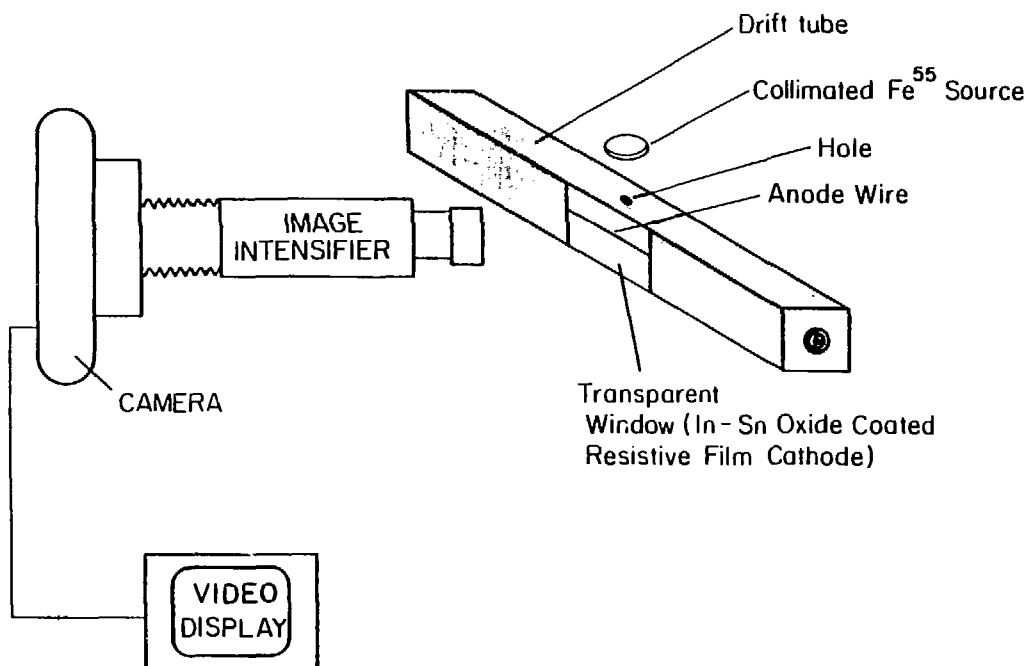 Drift tube
Collimated Fe⁵⁵ Source
Hole
Anode Wire
IMAGE
INTENSIFIER
CAMERA
Transparent
Window (In-Sn Oxide Coated
Resistive Film Cathode)
VIDEO
DISPLAY